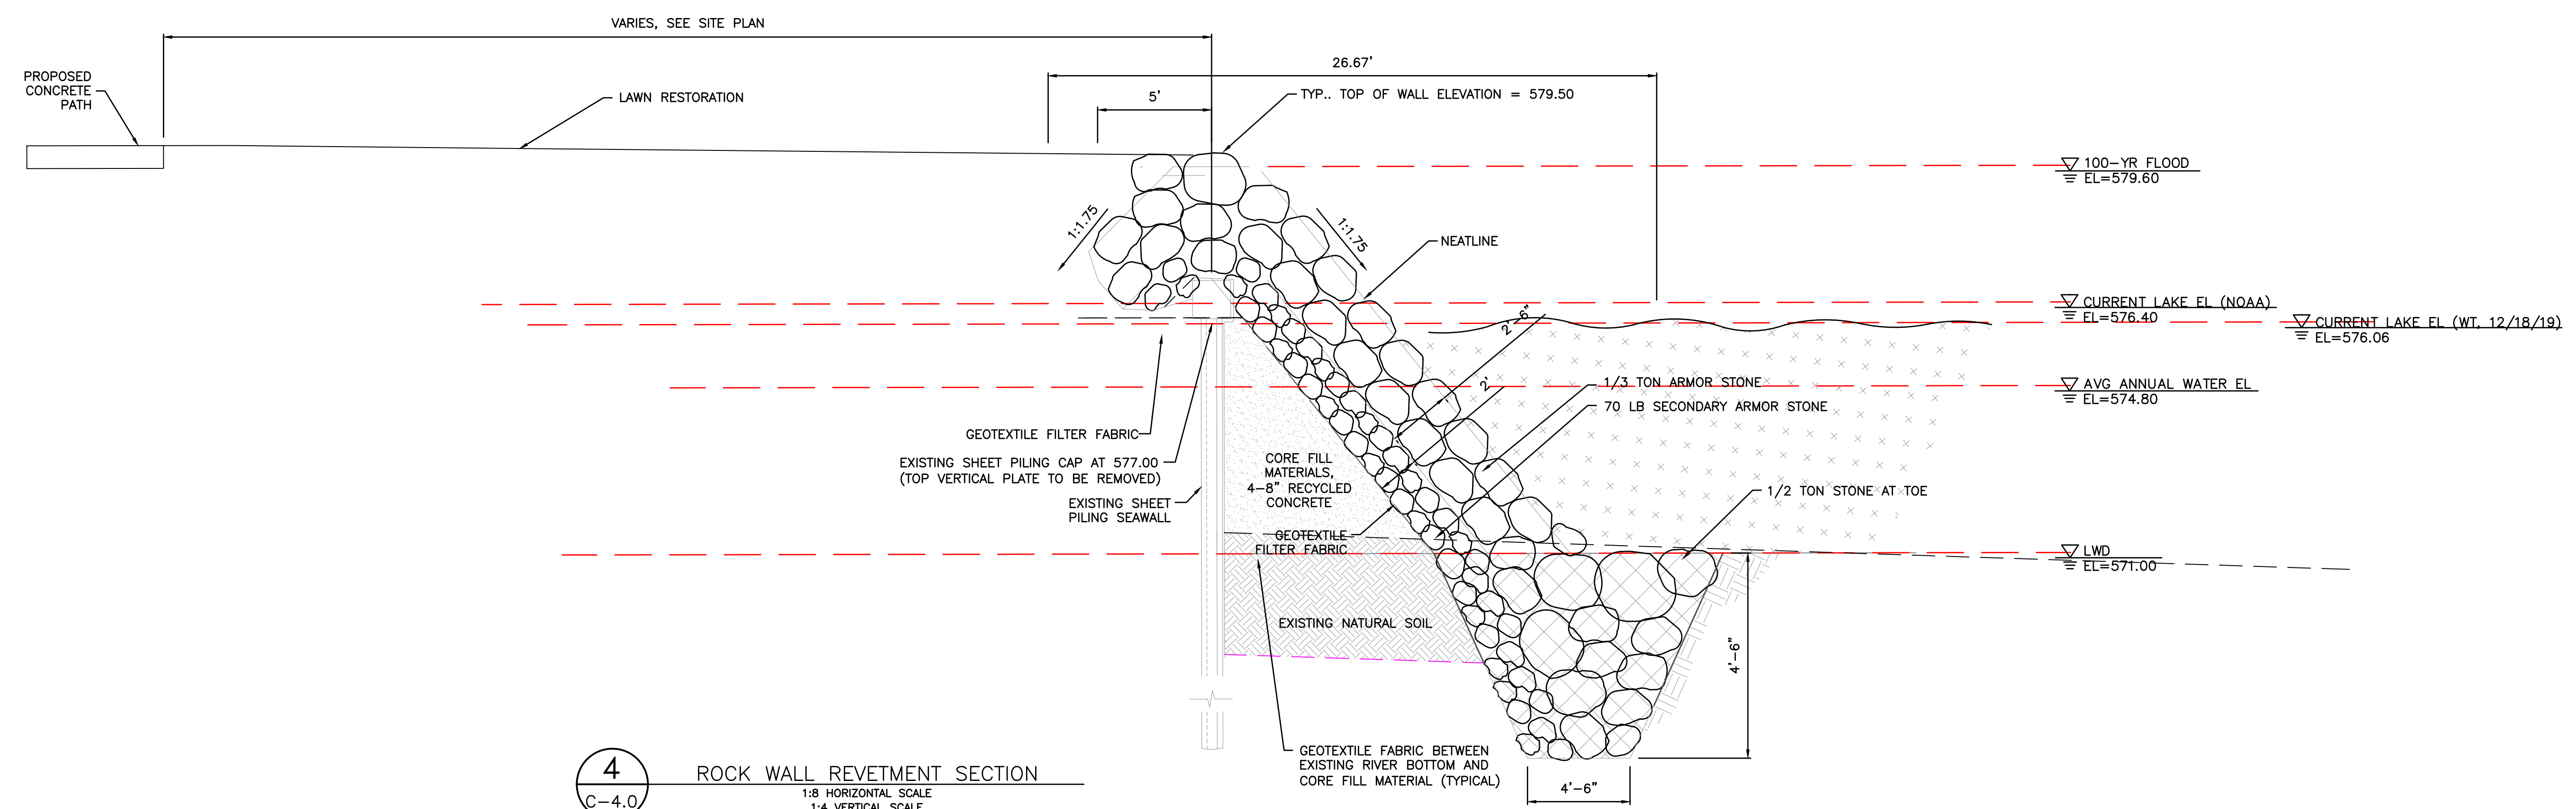 VARIES, SEE SITE PLAN
26.67'
PROPOSED
CONCRETE
PATH
LAWN RESTORATION
5'
TYP.. TOP OF WALL ELEVATION = 579.50
100-YR FLOOD
EL=579.60
1:1.75
1:1.75
NEATLINE
CURRENT LAKE EL (NOAA)
EL=576.40
CURRENT LAKE EL (WT, 12/18/19)
EL=576.06
2'-6"
2'
1/3 TON ARMOR STONE
AVG ANNUAL WATER EL
EL=574.80
70 LB SECONDARY ARMOR STONE
GEOTEXTILE FILTER FABRIC
EXISTING SHEET PILING CAP AT 577.00
(TOP VERTICAL PLATE TO BE REMOVED)
CORE FILL
MATERIALS,
4-8" RECYCLED
CONCRETE
EXISTING SHEET
PILING SEAWALL
1/2 TON STONE AT TOE
GEOTEXTILE
FILTER FABRIC
LWD
EL=571.00
EXISTING NATURAL SOIL
4'-6"
GEOTEXTILE FABRIC BETWEEN
EXISTING RIVER BOTTOM AND
CORE FILL MATERIAL (TYPICAL)
4'-6"
4
C-4.0
ROCK WALL REVETMENT SECTION
1:8 HORIZONTAL SCALE
1:4 VERTICAL SCALE